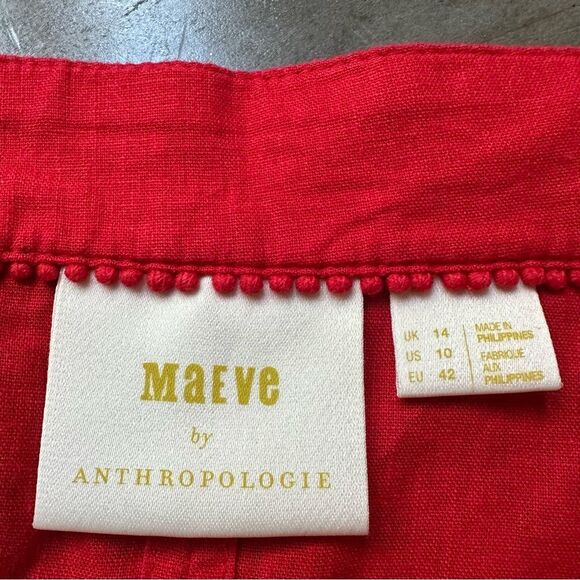 MaEVe
by
ANTHROPOLOGIE
UK 14
US 10
EU 42
MADE IN
PHILIPPINES
FABRIQUE
AUX
PHILIPPINES